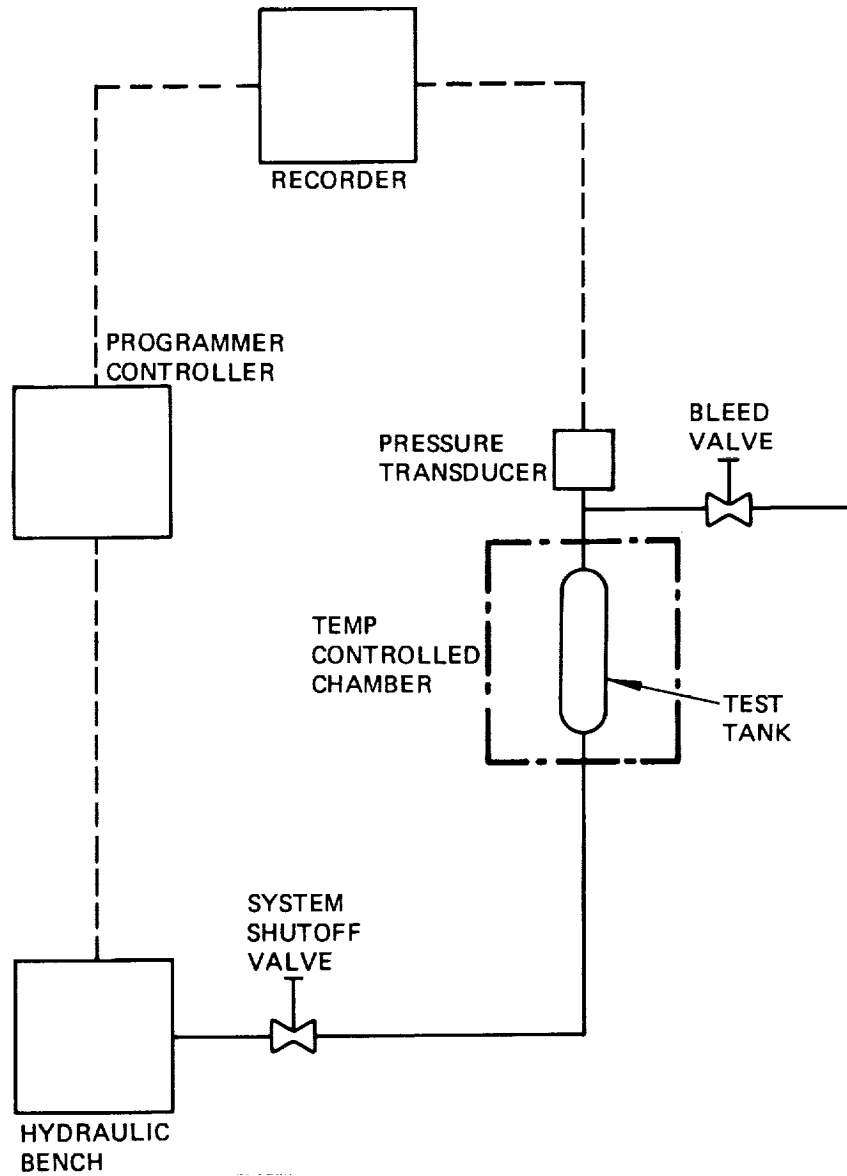 RECORDER
PROGRAMMER
CONTROLLER
PRESSURE
TRANSDUCER
BLEED
VALVE
TEMP
CONTROLLED
CHAMBER
TEST
TANK
SYSTEM
SHUTOFF
VALVE
HYDRAULIC
BENCH